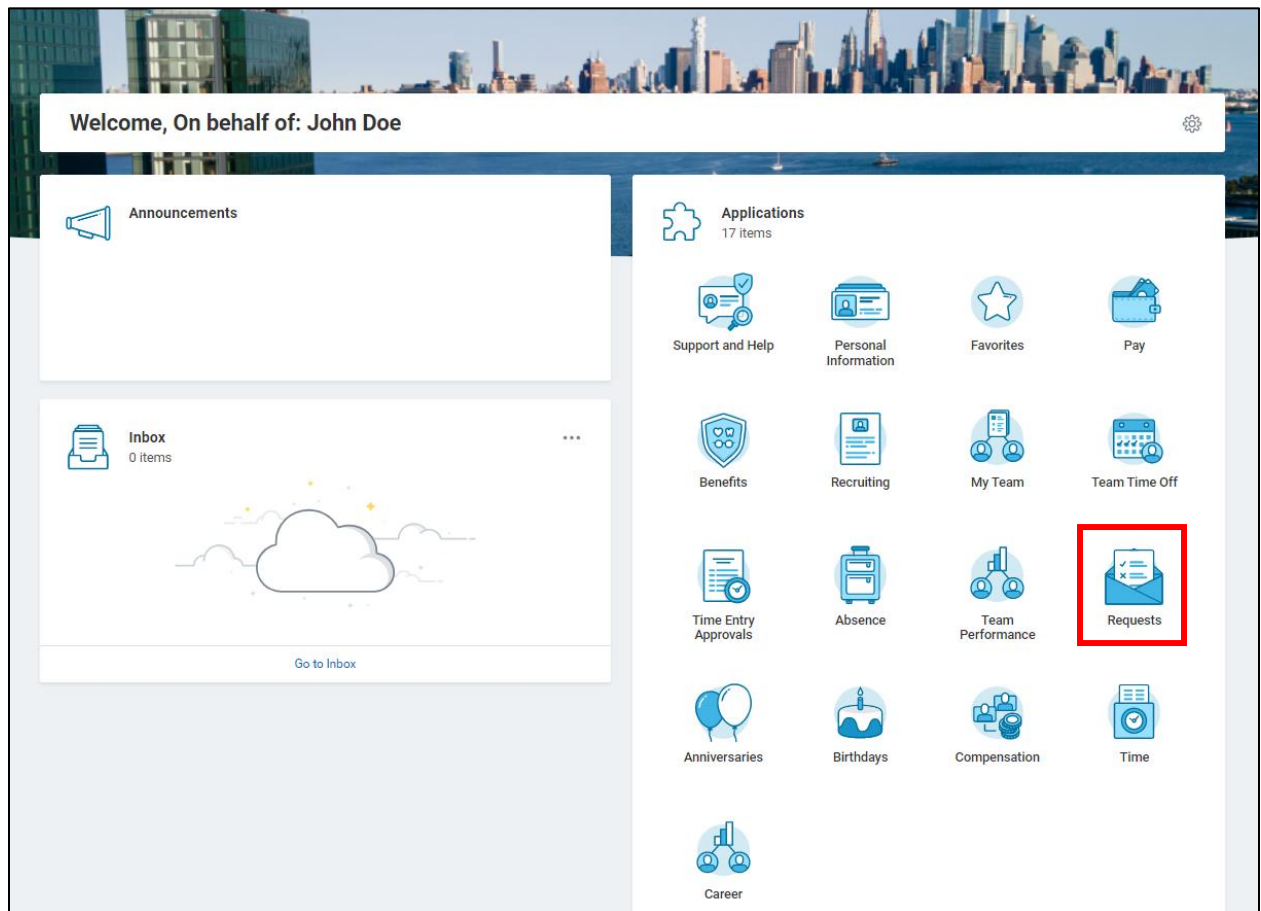 Welcome, On behalf of: John Doe
Announcements
Inbox
0 items
Go to Inbox
Applications
17 items
Support and Help
Personal
Information
Favorites
Pay
Benefits
Recruiting
My Team
Team Time Off
Time Entry
Approvals
Absence
Team
Performance
Requests
Anniversaries
Birthdays
Compensation
Time
Career